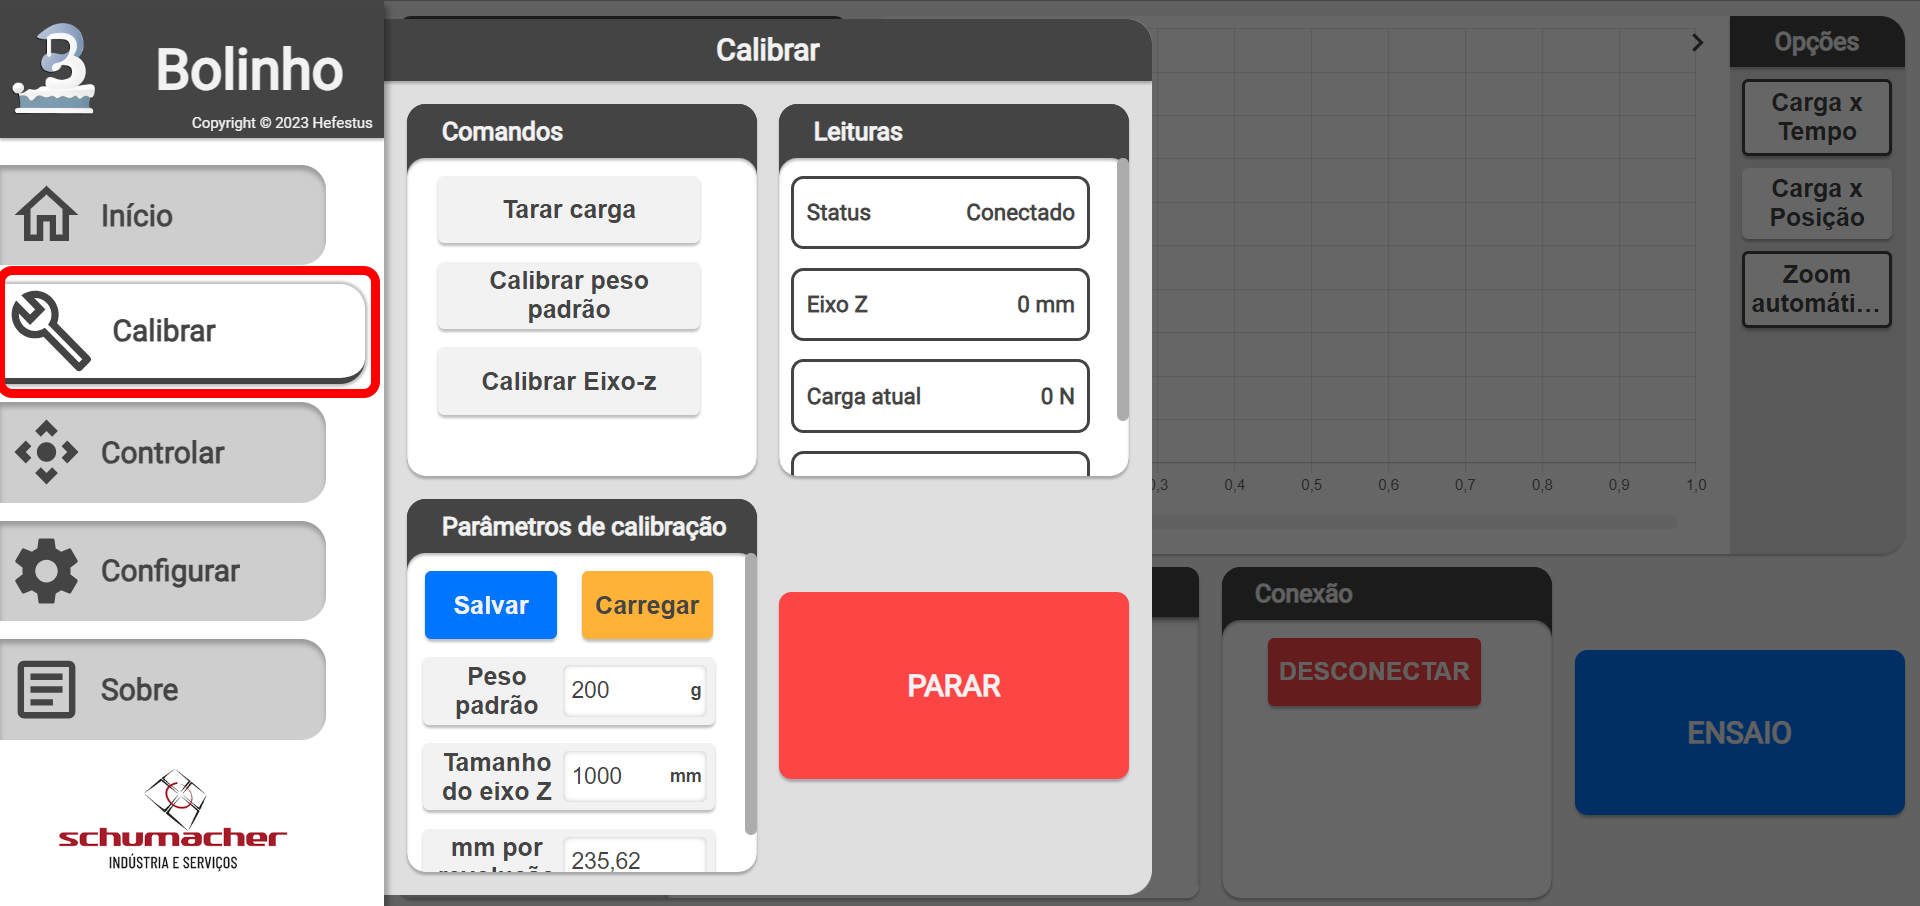 Bolinho
Copyright © 2023 Hefestus
Início
Calibrar
Controlar
Configurar
Sobre
schumacher
INDÚSTRIA E SERVIÇOS
Calibrar
Comandos
Tarar carga
Calibrar peso
padrão
Calibrar Eixo-z
Leituras
Status Conectado
Eixo Z 0 mm
Carga atual 0 N
Parâmetros de calibração
Salvar
Carregar
Peso
padrão
200 g
Tamanho
do eixo Z
1000 mm
mm por
235,62
PARAR
0,4 0,5 0,6 0,7 0,8 0,9 1,0
Opções
Carga x
Tempo
Carga x
Posição
Zoom
automáti...
Conexão
DESCONECTAR
ENSAIO